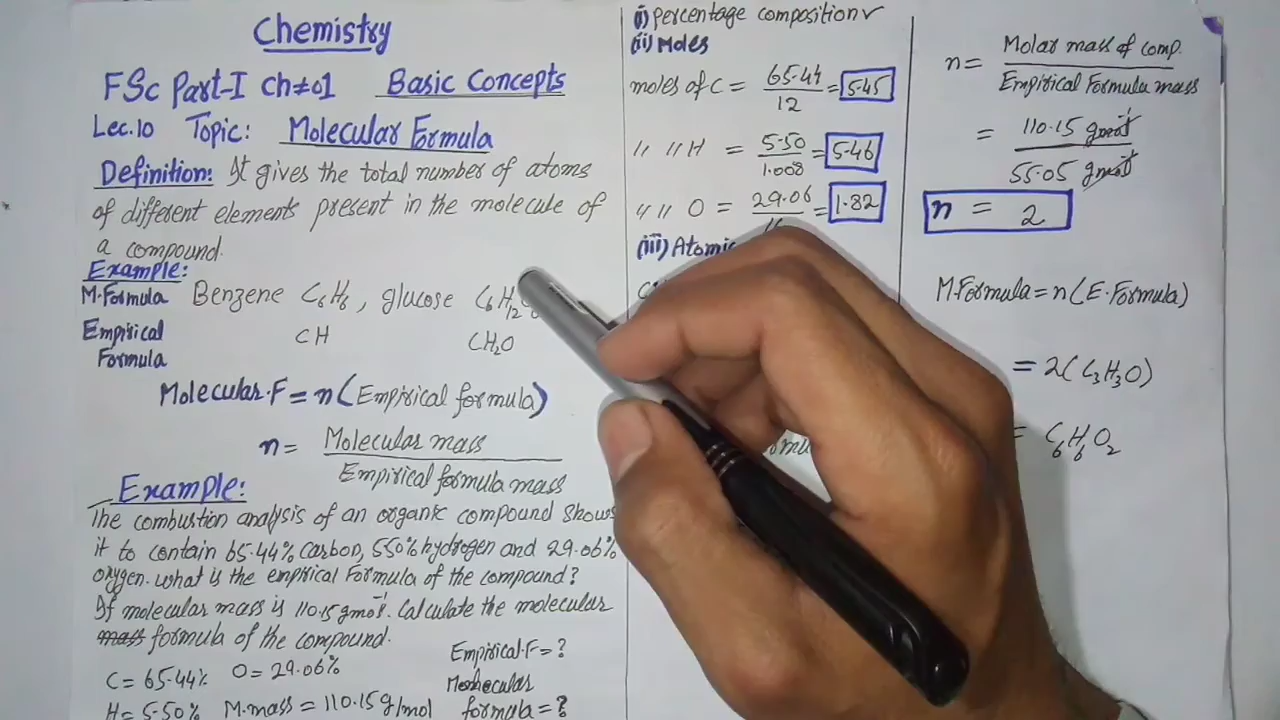 Chemistry
FSc Part-I Ch#01 Basic Concepts
Lec.10 Topic: Molecular Formula
Definition: It gives the total number of atoms
of different elements present in the molecule of
a compound.
Example:
M.Formula Benzene C₆H₆, glucose C₆H₁₂
Empirical CH CH₂O
Formula
Molecular.F = n(Empirical formula)
n = Molecular mass
Empirical formula mass
Example:
The combustion analysis of an organic compound shows
it to contain 65.44% carbon, 550% hydrogen and 29.06%
oxygen. what is the empirical Formula of the compound?
If molecular mass is 110.15 gmol⁻¹. Calculate the molecular
mass formula of the compound.
C = 65.44% O = 29.06%
H = 5.50% M.mass = 110.15 g/mol
Empirical.F = ?
Molecular
formula = ?
(i) Percentage composition ✓
(ii) Moles
moles of C = 65.44
12
= 5.45
〃 〃 H = 5.50
1.008
= 5.46
〃 〃 O = 29.06
= 1.82
(iii) Atomic
n = Molar mass of comp.
Empirical Formula mass
= 110.15 gmol⁻¹
55.05 gmol⁻¹
n = 2
M.Formula = n(E.Formula)
= 2(C₃H₃O)
= C₆H₆O₂